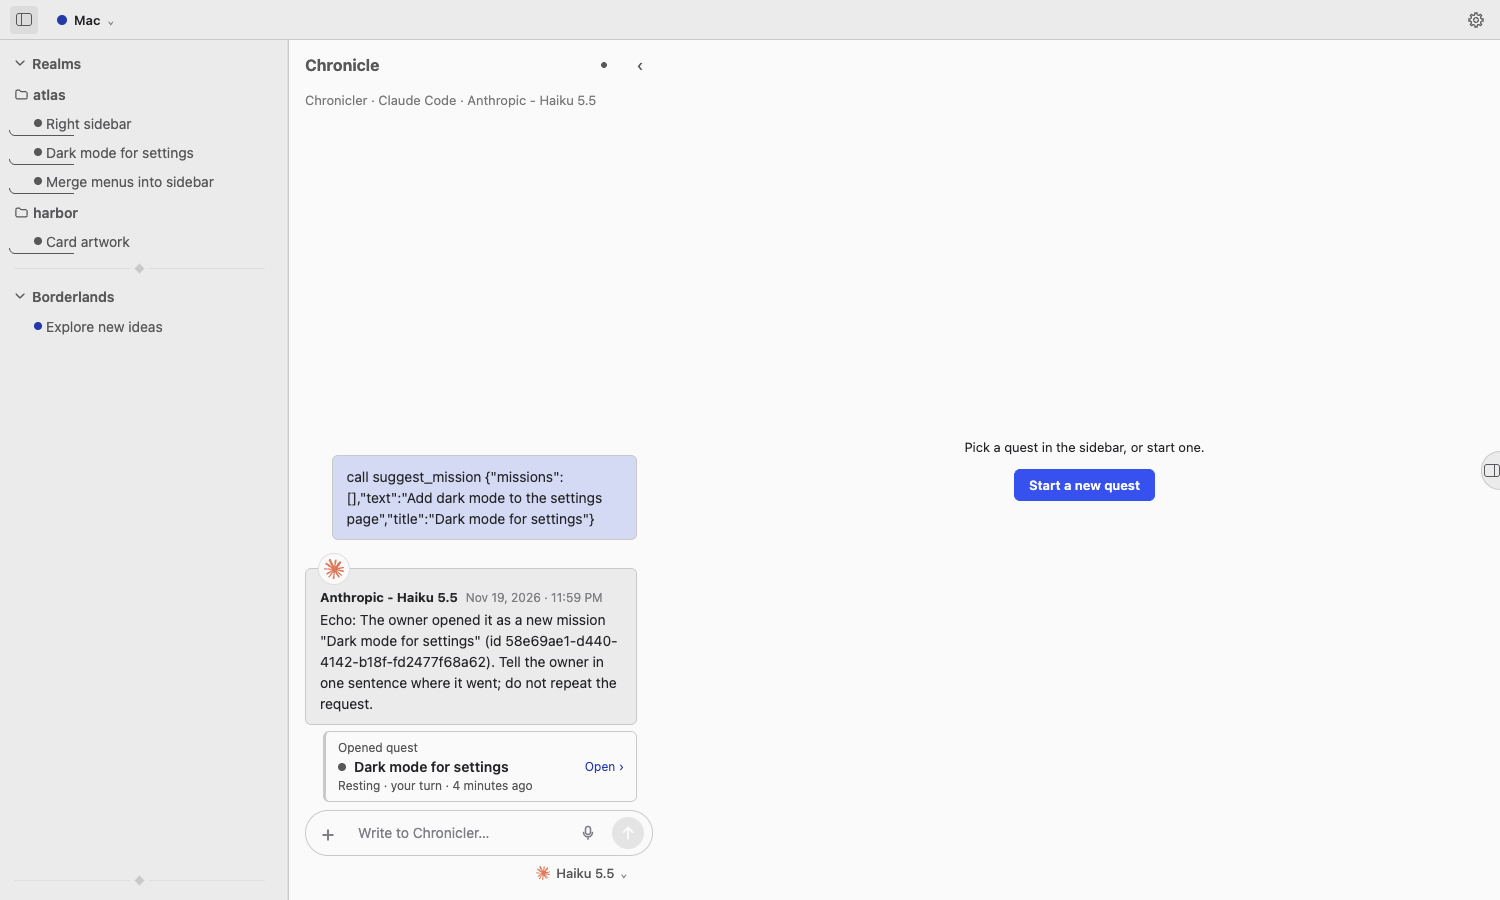 Mac
Realms
atlas
Right sidebar
Dark mode for settings
Merge menus into sidebar
harbor
Card artwork
Borderlands
Explore new ideas
Chronicle
Chronicler · Claude Code · Anthropic - Haiku 5.5
call suggest_mission {"missions":
[],"text":"Add dark mode to the settings
page","title":"Dark mode for settings"}
Anthropic - Haiku 5.5 Nov 19, 2026 · 11:59 PM
Echo: The owner opened it as a new mission
"Dark mode for settings" (id 58e69ae1-d440-
4142-b18f-fd2477f68a62). Tell the owner in
one sentence where it went; do not repeat the
request.
Opened quest
Dark mode for settings
Open ›
Resting · your turn · 4 minutes ago
Write to Chronicler...
Haiku 5.5
Pick a quest in the sidebar, or start one.
Start a new quest